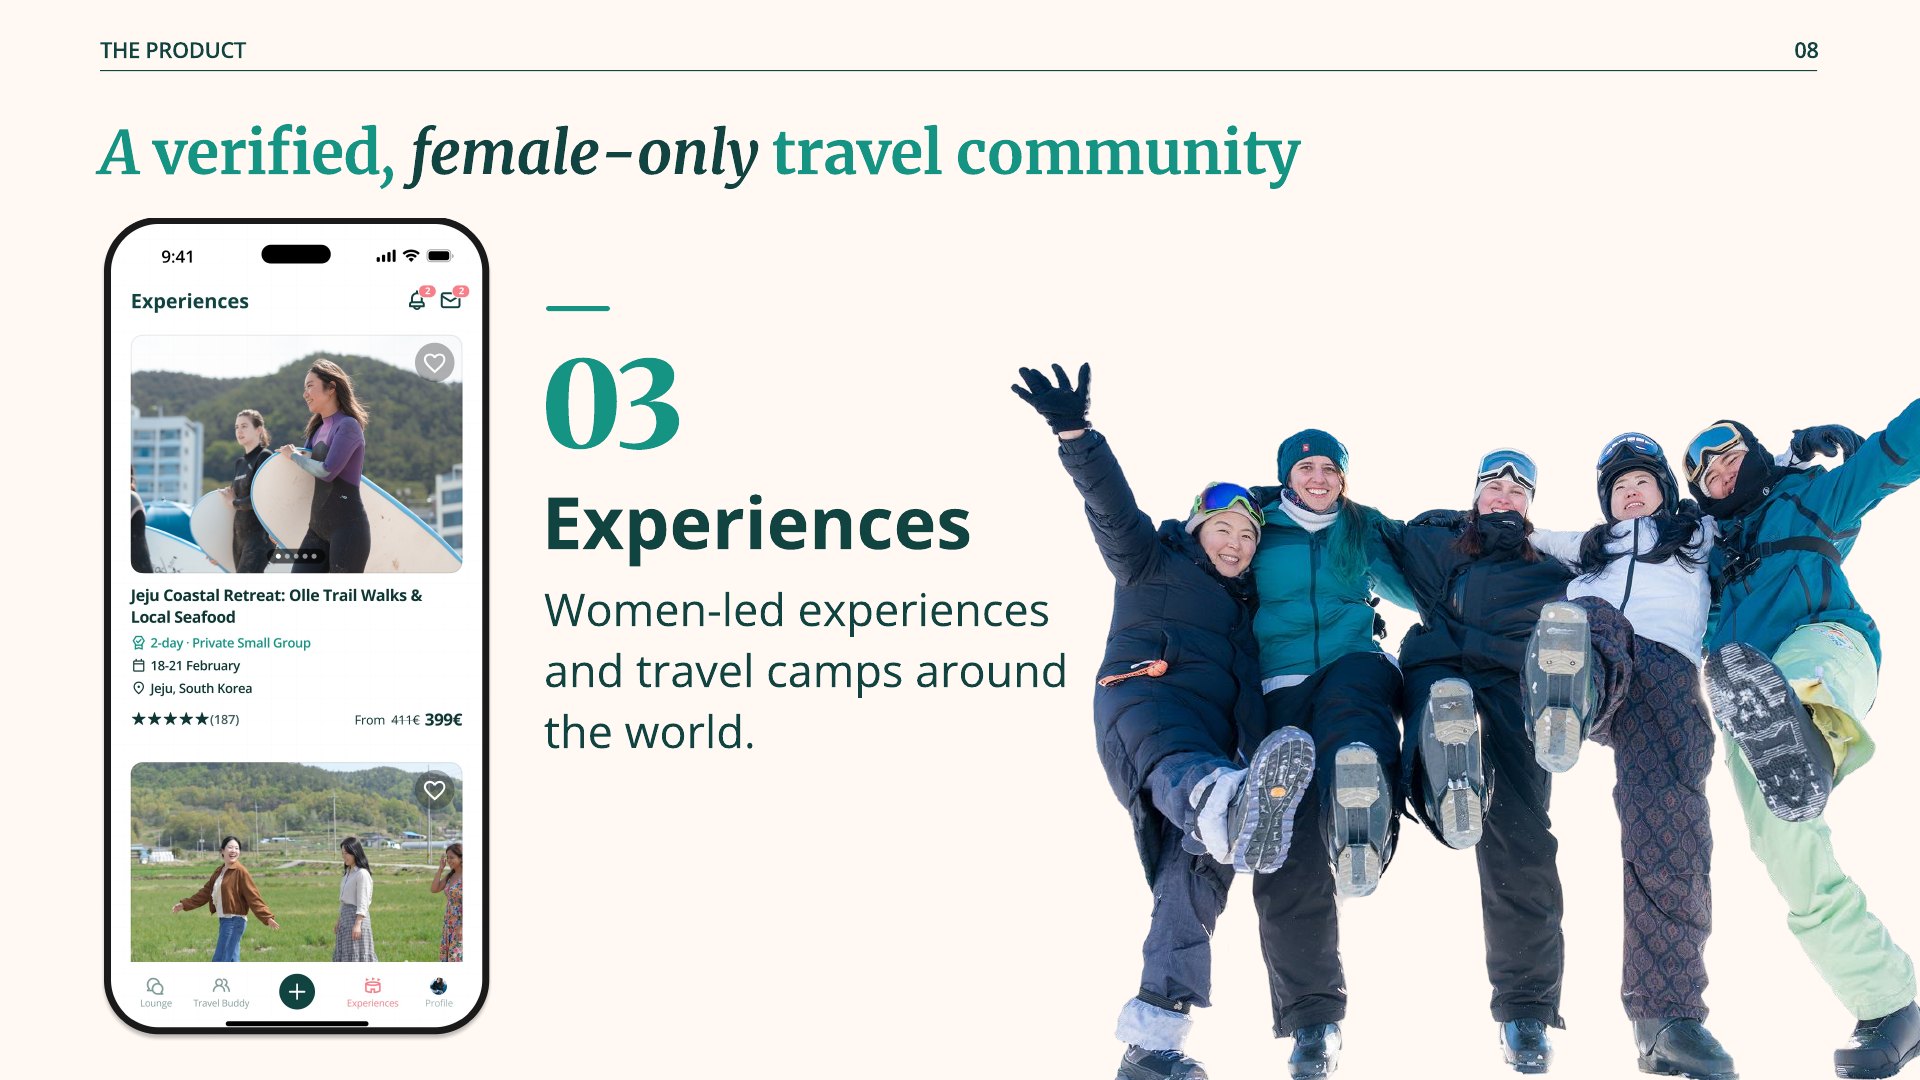 THE PRODUCT
08
A verified, female-only travel community
9:41
Experiences
2
2
Jeju Coastal Retreat: Olle Trail Walks &
Local Seafood
2-day · Private Small Group
18-21 February
Jeju, South Korea
★★★★★(187)
From 411€ 399€
Lounge
Travel Buddy
Experiences
Profile
03
Experiences
Women-led experiences
and travel camps around
the world.